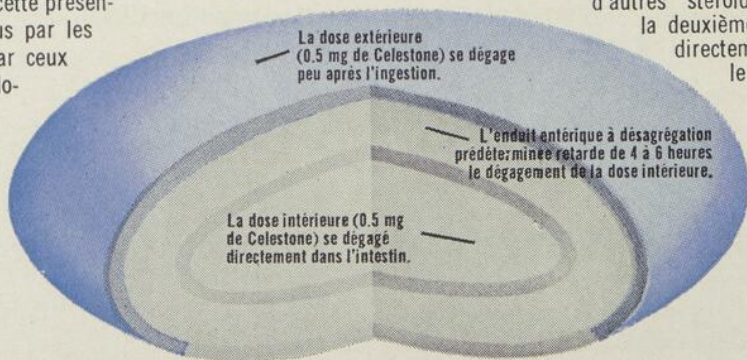 cette présen-
us par les
ar ceux
lo-
d'autres stéroïd
la deuxièm
directem
le
La dose extérieure
(0.5 mg de Celestone) se dégage
peu après l'ingestion.
L'enduit entérique à désagrégation
prédéterminée retarde de 4 à 6 heures
le dégagement de la dose intérieure.
La dose intérieure (0.5 mg
de Celestone) se dégagé
directement dans l'intestin.